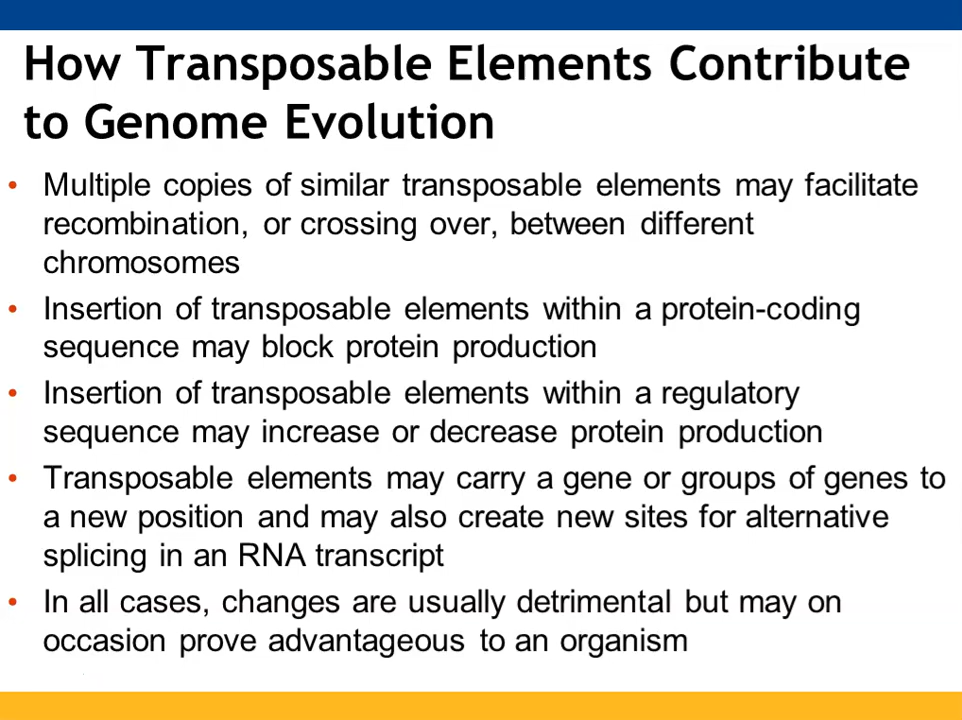 How Transposable Elements Contribute
to Genome Evolution
• Multiple copies of similar transposable elements may facilitate
recombination, or crossing over, between different
chromosomes
• Insertion of transposable elements within a protein-coding
sequence may block protein production
• Insertion of transposable elements within a regulatory
sequence may increase or decrease protein production
• Transposable elements may carry a gene or groups of genes to
a new position and may also create new sites for alternative
splicing in an RNA transcript
• In all cases, changes are usually detrimental but may on
occasion prove advantageous to an organism